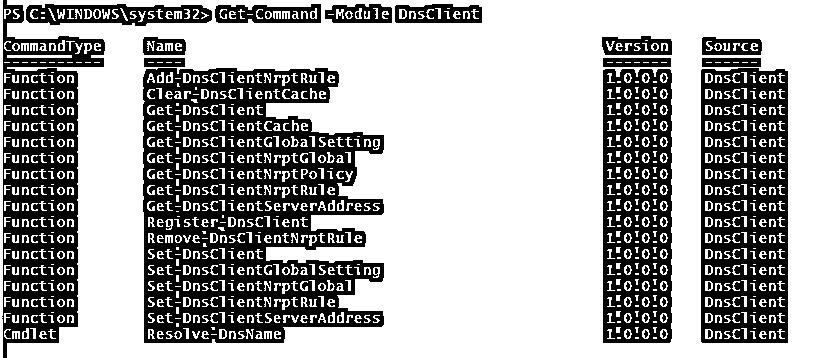 PS C:\WINDOWS\system32> Get-Command -Module DnsClient
CommandType Name Version Source
----------- ---- ------- ------
Function Add-DnsClientNrptRule 1.0.0.0 DnsClient
Function Clear-DnsClientCache 1.0.0.0 DnsClient
Function Get-DnsClient 1.0.0.0 DnsClient
Function Get-DnsClientCache 1.0.0.0 DnsClient
Function Get-DnsClientGlobalSetting 1.0.0.0 DnsClient
Function Get-DnsClientNrptGlobal 1.0.0.0 DnsClient
Function Get-DnsClientNrptPolicy 1.0.0.0 DnsClient
Function Get-DnsClientNrptRule 1.0.0.0 DnsClient
Function Get-DnsClientServerAddress 1.0.0.0 DnsClient
Function Register-DnsClient 1.0.0.0 DnsClient
Function Remove-DnsClientNrptRule 1.0.0.0 DnsClient
Function Set-DnsClient 1.0.0.0 DnsClient
Function Set-DnsClientGlobalSetting 1.0.0.0 DnsClient
Function Set-DnsClientNrptGlobal 1.0.0.0 DnsClient
Function Set-DnsClientNrptRule 1.0.0.0 DnsClient
Function Set-DnsClientServerAddress 1.0.0.0 DnsClient
Cmdlet Resolve-DnsName 1.0.0.0 DnsClient